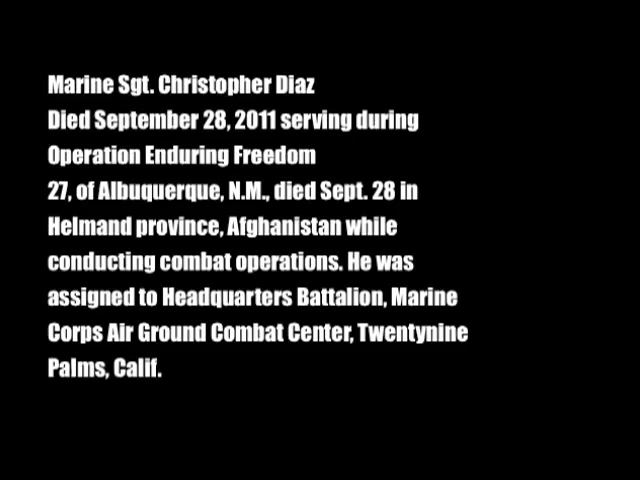 Marine Sgt. Christopher Diaz
Died September 28, 2011 serving during
Operation Enduring Freedom
27, of Albuquerque, N.M., died Sept. 28 in
Helmand province, Afghanistan while
conducting combat operations. He was
assigned to Headquarters Battalion, Marine
Corps Air Ground Combat Center, Twentynine
Palms, Calif.